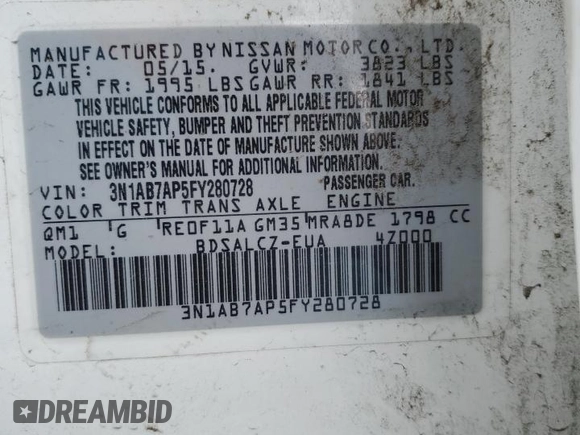 MANUFACTURED BY NISSAN MOTOR CO., LTD.
DATE: 05/15. GVWR: 3823 LBS
GAWR FR: 1995 LBS GAWR RR: 1841 LBS
THIS VEHICLE CONFORMS TO ALL APPLICABLE FEDERAL MOTOR
VEHICLE SAFETY, BUMPER AND THEFT PREVENTION STANDARDS
IN EFFECT ON THE DATE OF MANUFACTURE SHOWN ABOVE.
SEE OWNER'S MANUAL FOR ADDITIONAL INFORMATION.
VIN: 3N1AB7AP5FY280728 PASSENGER CAR.
COLOR TRIM TRANS AXLE ENGINE
QM1 G RE0F11A GM35 MRA8DE 1798 CC
MODEL: BDSALCZ-EUA 4Z000
3N1AB7AP5FY280728
DREAMBID